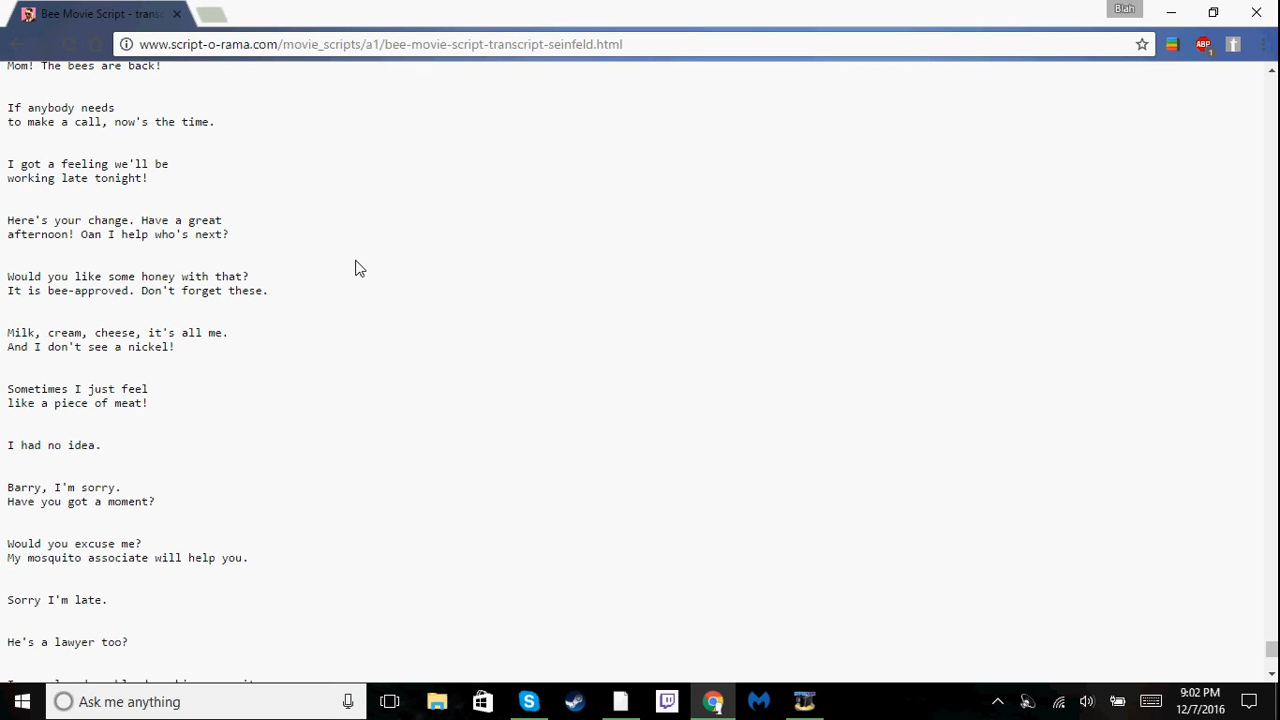 Bee Movie Script - transc
Blah
www.script-o-rama.com/movie_scripts/a1/bee-movie-script-transcript-seinfeld.html
ABP
1
Mom! The bees are back!
If anybody needs
to make a call, now's the time.
I got a feeling we'll be
working late tonight!
Here's your change. Have a great
afternoon! Oan I help who's next?
Would you like some honey with that?
It is bee-approved. Don't forget these.
Milk, cream, cheese, it's all me.
And I don't see a nickel!
Sometimes I just feel
like a piece of meat!
I had no idea.
Barry, I'm sorry.
Have you got a moment?
Would you excuse me?
My mosquito associate will help you.
Sorry I'm late.
He's a lawyer too?
Ask me anything
9:02 PM
12/7/2016